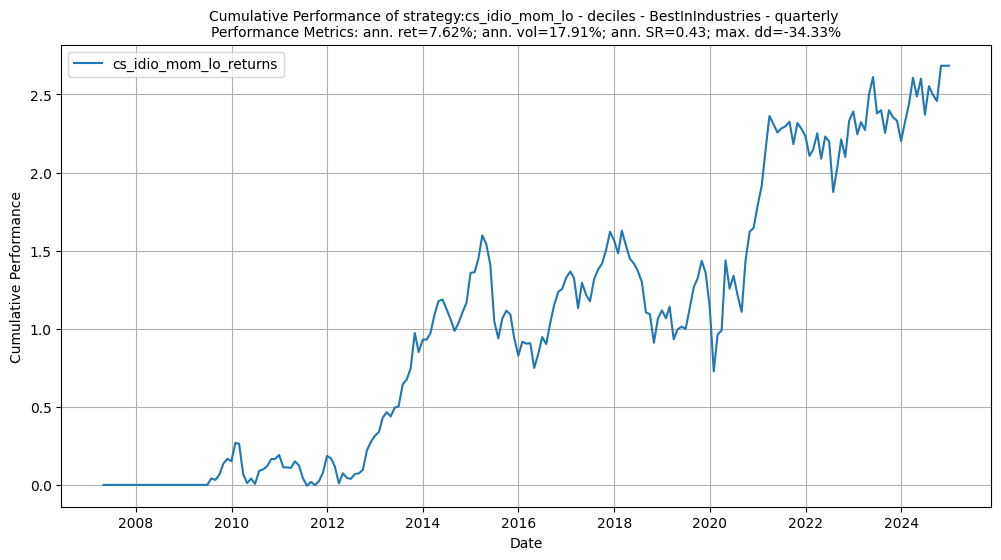 Cumulative Performance of strategy:cs_idio_mom_lo - deciles - BestInIndustries - quarterly
Performance Metrics: ann. ret=7.62%; ann. vol=17.91%; ann. SR=0.43; max. dd=-34.33%
cs_idio_mom_lo_returns
Cumulative Performance
2.5
2.0
1.5
1.0
0.5
0.0
2008 2010 2012 2014 2016 2018 2020 2022 2024
Date